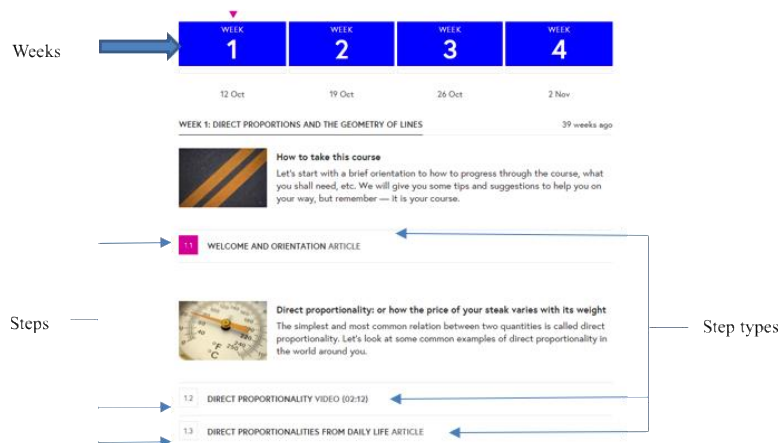 WEEK WEEK WEEK WEEK
Weeks 1 2 3 4
12 Oct 19 Oct 26 Oct 2 Nov
WEEK 1: DIRECT PROPORTIONS AND THE GEOMETRY OF LINES 39 weeks ago
How to take this course
Let's start with a brief orientation to how to progress through the course, what
you shall need, etc. We will give you some tips and suggestions to help you on
your way, but remember — it is your course.
1.1 WELCOME AND ORIENTATION ARTICLE
Direct proportionality: or how the price of your steak varies with its weight
Steps The simplest and most common relation between two quantities is called direct Step types
proportionality. Let's look at some common examples of direct proportionality in
the world around you.
1.2 DIRECT PROPORTIONALITY VIDEO (02:12)
1.3 DIRECT PROPORTIONALITIES FROM DAILY LIFE ARTICLE